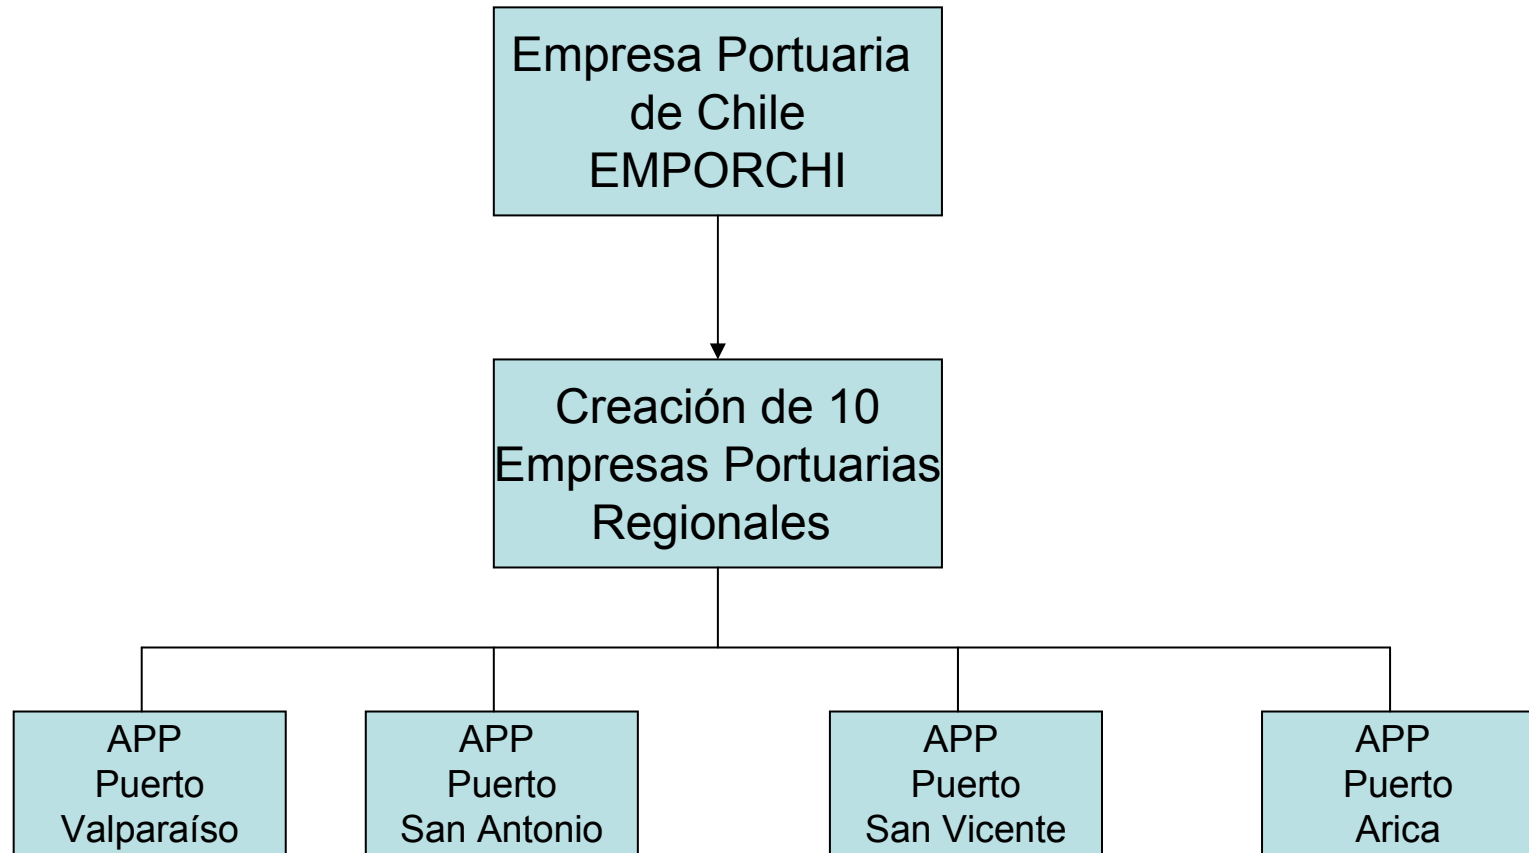 Empresa Portuaria
de Chile
EMPORCHI
Creación de 10
Empresas Portuarias
Regionales
APP
Puerto
Valparaíso
APP
Puerto
San Antonio
APP
Puerto
San Vicente
APP
Puerto
Arica